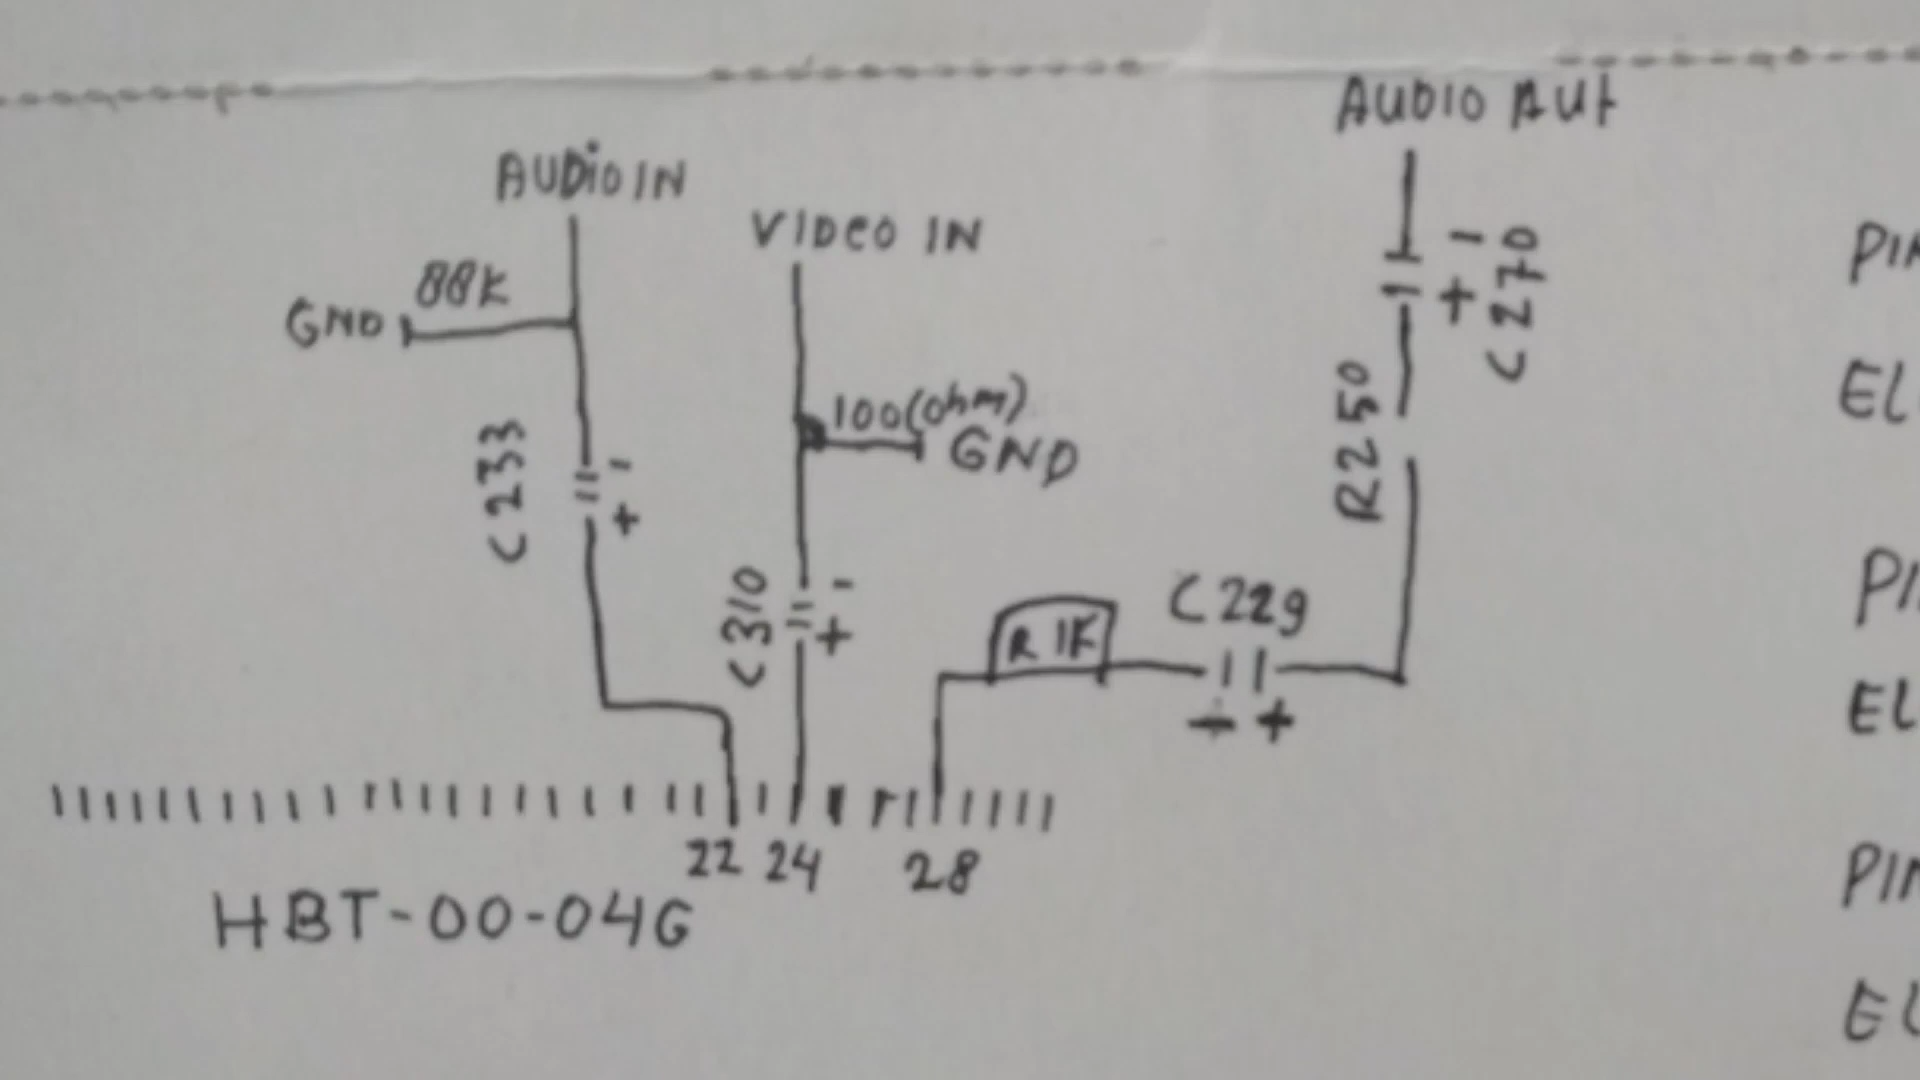 AUDIO AUt
AUDiO IN
VIDEO IN
88K
GND
C270
- +
100(ohm)
GND
R250
C233
- +
C310
- +
R 1K
C229
- +
22 24 28
HBT-00-04G
PI
EL
PI
EL
PI
EL